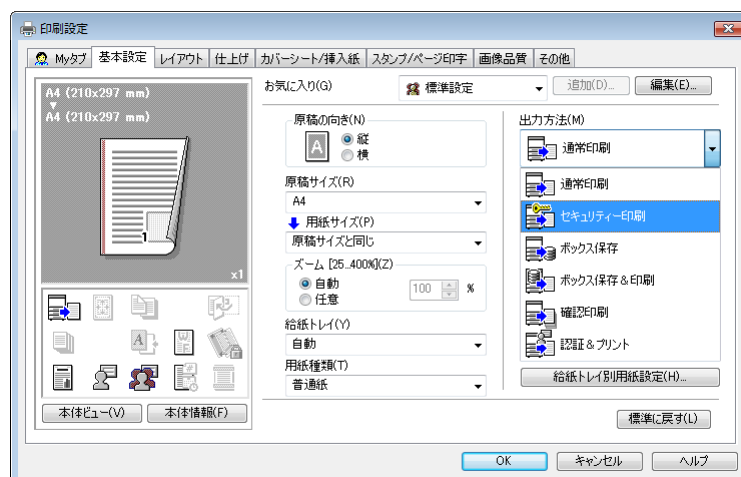 印刷設定
Myタブ 基本設定 レイアウト 仕上げ カバーシート/挿入紙 スタンプ/ページ印字 画像品質 その他
A4 (210x297 mm)
A4 (210x297 mm)
1
x1
本体ビュー(V) 本体情報(F)
お気に入り(G) 標準設定 追加(D)... 編集(E)...
原稿の向き(N)
A
縦
横
原稿サイズ(R)
A4
用紙サイズ(P)
原稿サイズと同じ
ズーム [25..400%](Z)
自動
任意
100 %
給紙トレイ(Y)
自動
用紙種類(T)
普通紙
出力方法(M)
通常印刷
通常印刷
セキュリティー印刷
ボックス保存
ボックス保存 & 印刷
確認印刷
認証 & プリント
給紙トレイ別用紙設定(H)...
標準に戻す(L)
OK キャンセル ヘルプ